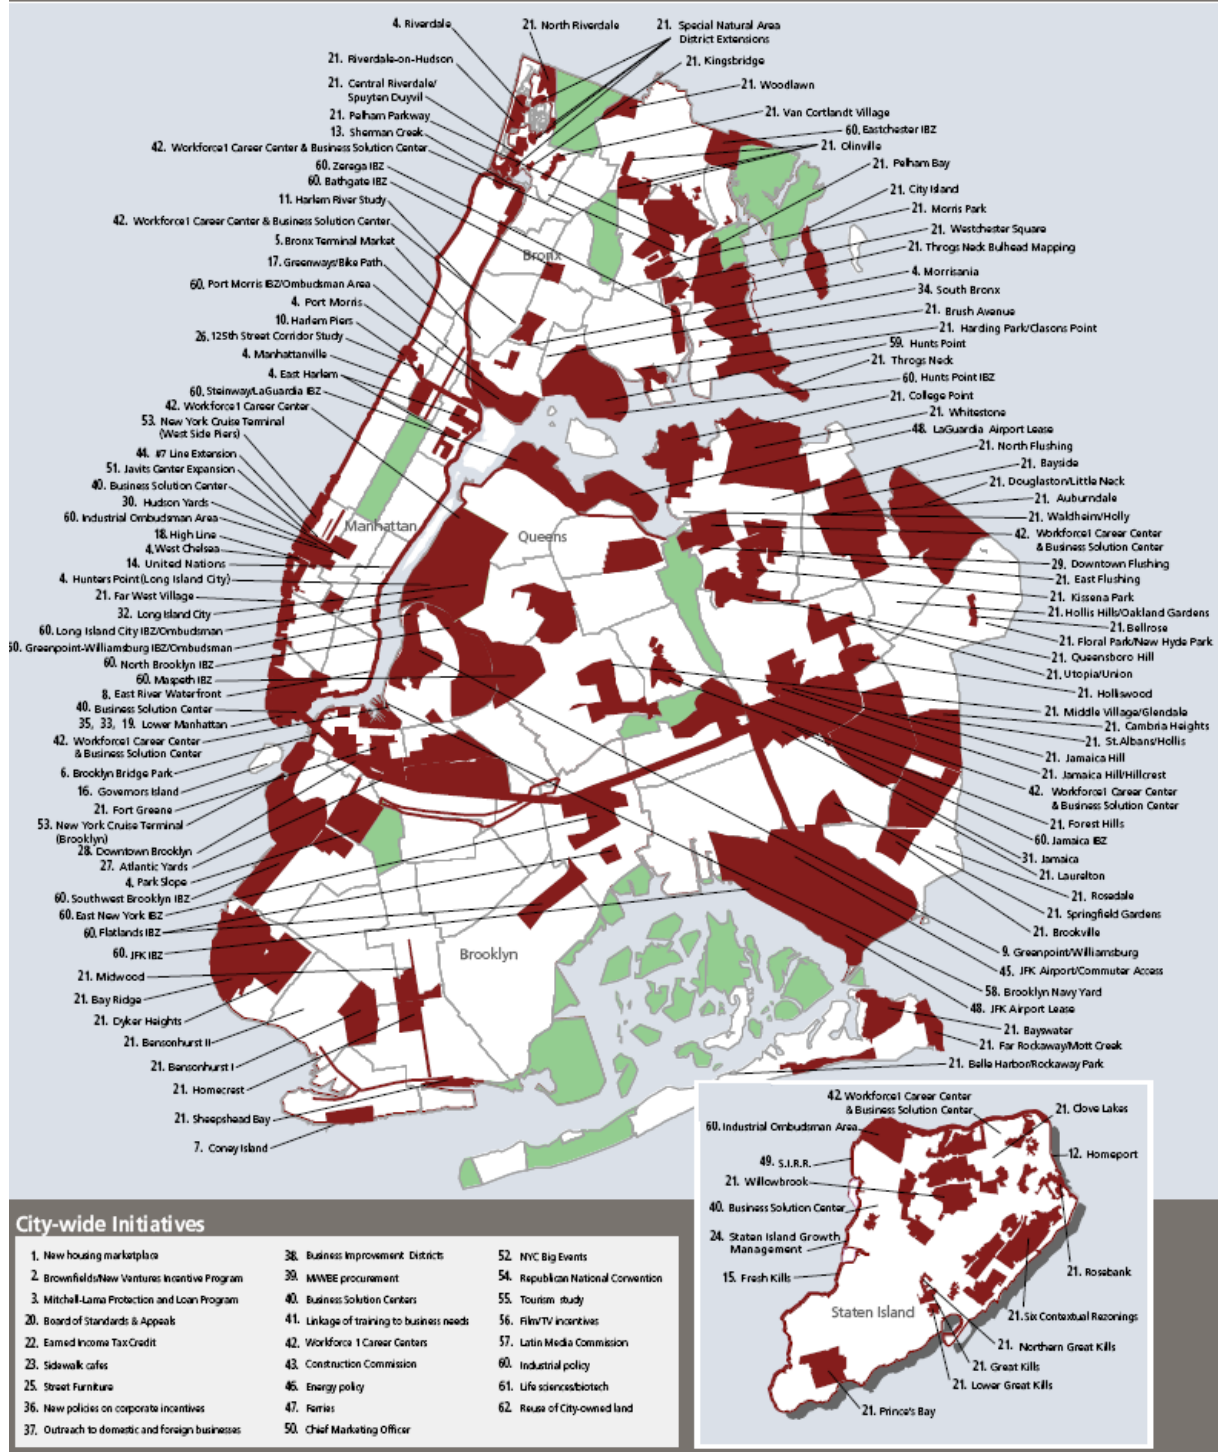 4. Riverdale
21. North Riverdale
21. Special Natural Area
District Extensions
21. Riverdale-on-Hudson
21. Kingsbridge
21. Central Riverdale/
Spuyten Duyvil
21. Woodlawn
21. Pelham Parkway
21. Van Cortlandt Village
13. Sherman Creek
60. Eastchester IBZ
42. Workforce1 Career Center & Business Solution Center
21. Olinville
60. Zerega IBZ
21. Pelham Bay
60. Bathgate IBZ
21. City Island
11. Harlem River Study
21. Morris Park
42. Workforce1 Career Center & Business Solution Center
21. Westchester Square
5. Bronx Terminal Market
21. Throgs Neck Bulhead Mapping
Bronx
17. Greenways/Bike Path
4. Morrisania
60. Port Morris IBZ/Ombudsman Area
34. South Bronx
4. Port Morris
21. Brush Avenue
10. Harlem Piers
21. Harding Park/Clasons Point
26. 125th Street Corridor Study
59. Hunts Point
4. Manhattanville
21. Throgs Neck
4. East Harlem
60. Hunts Point IBZ
60. Steinway/LaGuardia IBZ
21. College Point
42. Workforce1 Career Center
21. Whitestone
53. New York Cruise Terminal
(West Side Piers)
48. LaGuardia Airport Lease
21. North Flushing
44. #7 Line Extension
21. Bayside
51. Javits Center Expansion
21. Douglaston/Little Neck
40. Business Solution Center
21. Auburndale
30. Hudson Yards
21. Waldheim/Holly
60. Industrial Ombudsman Area
Manhattan
Queens
42. Workforce1 Career Center
& Business Solution Center
18. High Line
4. West Chelsea
29. Downtown Flushing
14. United Nations
21. East Flushing
4. Hunters Point (Long Island City)
21. Kissena Park
21. Far West Village
21. Hollis Hills/Oakland Gardens
32. Long Island City
21. Bellrose
60. Long Island City IBZ/Ombudsman
21. Floral Park/New Hyde Park
60. Greenpoint-Williamsburg IBZ/Ombudsman
21. Queensboro Hill
60. North Brooklyn IBZ
21. Utopia/Union
60. Maspeth IBZ
21. Holliswood
8. East River Waterfront
21. Middle Village/Glendale
40. Business Solution Center
21. Cambria Heights
35, 33, 19. Lower Manhattan
21. St.Albans/Hollis
42. Workforce1 Career Center
& Business Solution Center
21. Jamaica Hill
6. Brooklyn Bridge Park
21. Jamaica Hill/Hillcrest
16. Governors Island
42. Workforce1 Career Center
& Business Solution Center
21. Fort Greene
21. Forest Hills
53. New York Cruise Terminal
(Brooklyn)
60. Jamaica IBZ
28. Downtown Brooklyn
31. Jamaica
27. Atlantic Yards
21. Laurelton
4. Park Slope
21. Rosedale
60. Southwest Brooklyn IBZ
21. Springfield Gardens
60. East New York IBZ
21. Brookville
60. Flatlands IBZ
9. Greenpoint/Williamsburg
60. JFK IBZ
Brooklyn
45. JFK Airport/Commuter Access
21. Midwood
58. Brooklyn Navy Yard
21. Bay Ridge
48. JFK Airport Lease
21. Dyker Heights
21. Bayswater
21. Bensonhurst II
21. Far Rockaway/Mott Creek
21. Bensonhurst I
21. Belle Harbor/Rockaway Park
21. Homecrest
21. Sheepshead Bay
7. Coney Island
42. Workforce1 Career Center
& Business Solution Center
21. Clove Lakes
60. Industrial Ombudsman Area
12. Homeport
49. S.I.R.R.
21. Willowbrook
40. Business Solution Center
24. Staten Island Growth
Management
15. Fresh Kills
21. Rosebank
Staten Island
21. Six Contextual Rezonings
21. Northern Great Kills
21. Great Kills
21. Lower Great Kills
21. Prince's Bay
City-wide Initiatives
1. New housing marketplace
2. Brownfields/New Ventures Incentive Program
3. Mitchell-Lama Protection and Loan Program
20. Board of Standards & Appeals
22. Earned Income Tax Credit
23. Sidewalk cafes
25. Street Furniture
36. New policies on corporate incentives
37. Outreach to domestic and foreign businesses
38. Business Improvement Districts
39. MWBE procurement
40. Business Solution Centers
41. Linkage of training to business needs
42. Workforce 1 Career Centers
43. Construction Commission
46. Energy policy
47. Ferries
50. Chief Marketing Officer
52. NYC Big Events
54. Republican National Convention
55. Tourism study
56. Film/TV incentives
57. Latin Media Commission
60. Industrial policy
61. Life sciences/biotech
62. Reuse of City-owned land